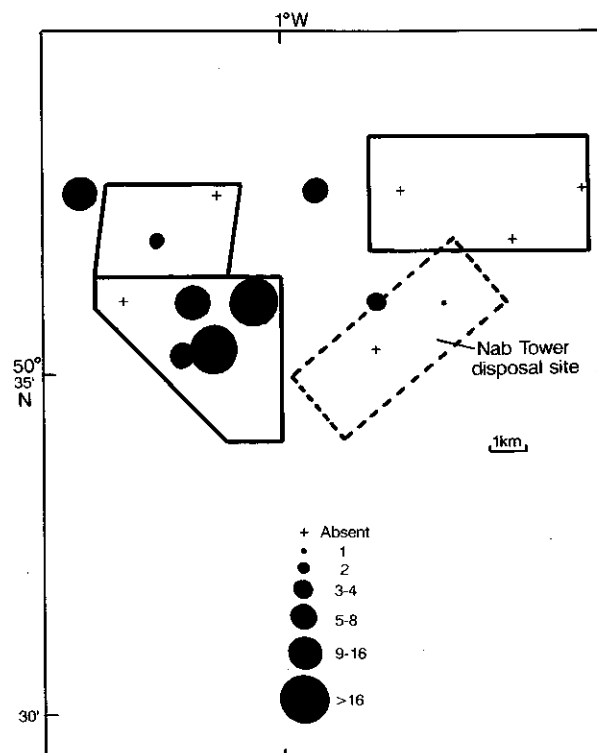 1°W
50°
35'
N
Nab Tower
disposal site
1km
+ Absent
1
2
3-4
5-8
9-16
>16
30'